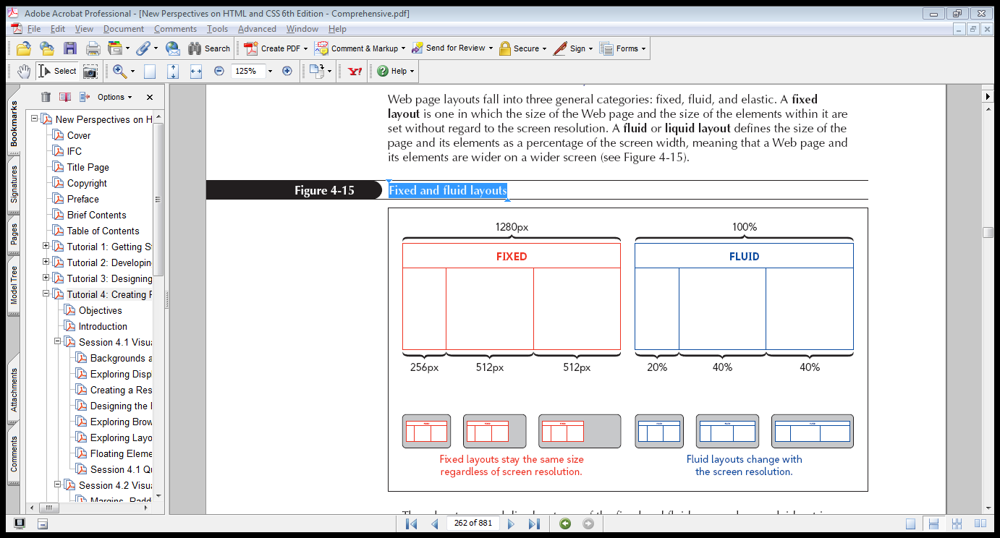 Adobe Acrobat Professional - [New Perspectives on HTML and CSS 6th Edition - Comprehensive.pdf]
File Edit View Document Comments Tools Advanced Window Help
Search Create PDF Comment & Markup Send for Review Secure Sign Forms
Select 125% Y! Help
Options
Bookmarks
Signatures
Pages
Model Tree
Attachments
Comments
New Perspectives on H
Cover
IFC
Title Page
Copyright
Preface
Brief Contents
Table of Contents
Tutorial 1: Getting S
Tutorial 2: Developin
Tutorial 3: Designing
Tutorial 4: Creating P
Objectives
Introduction
Session 4.1 Visu
Backgrounds a
Exploring Disp
Creating a Res
Designing the
Exploring Brow
Exploring Layo
Floating Eleme
Session 4.1 Q
Session 4.2 Visu
Margins, Padd
Web page layouts fall into three general categories: fixed, fluid, and elastic. A fixed
layout is one in which the size of the Web page and the size of the elements within it are
set without regard to the screen resolution. A fluid or liquid layout defines the size of the
page and its elements as a percentage of the screen width, meaning that a Web page and
its elements are wider on a wider screen (see Figure 4-15).
Figure 4-15 Fixed and fluid layouts
1280px 100%
FIXED FLUID
256px 512px 512px 20% 40% 40%
FIXED FIXED FIXED FLUID FLUID FLUID
Fixed layouts stay the same size
regardless of screen resolution.
Fluid layouts change with
the screen resolution.
262 of 881